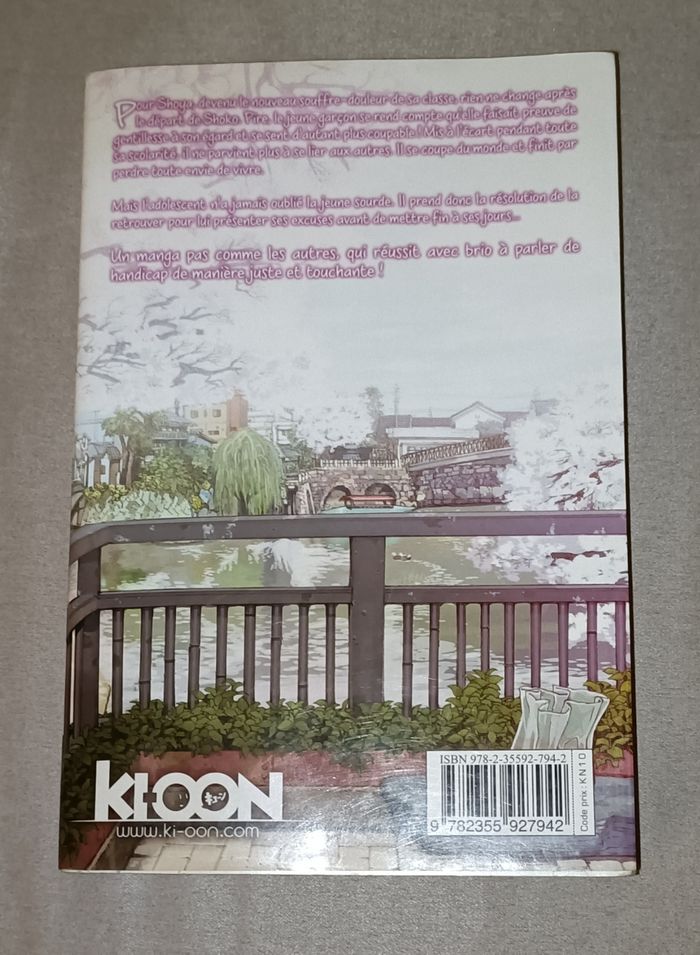 Pour Shoya, devenu le nouveau souffre-douleur de sa classe, rien ne change après
le départ de Shoko. Pire, le jeune garçon se rend compte qu'elle faisait preuve de
gentillesse à son égard et se sent d'autant plus coupable ! Mis à l'écart pendant toute
sa scolarité, il ne parvient plus à se lier aux autres. Il se coupe du monde et finit par
perdre toute envie de vivre.
Mais l'adolescent n'a jamais oublié la jeune sourde. Il prend donc la résolution de la
retrouver pour lui présenter ses excuses avant de mettre fin à ses jours...
Un manga pas comme les autres, qui réussit avec brio à parler de
handicap de manière juste et touchante !
KI-OON
www.ki-oon.com
ISBN 978-2-35592-794-2
9 782355 927942
Code prix : KN10